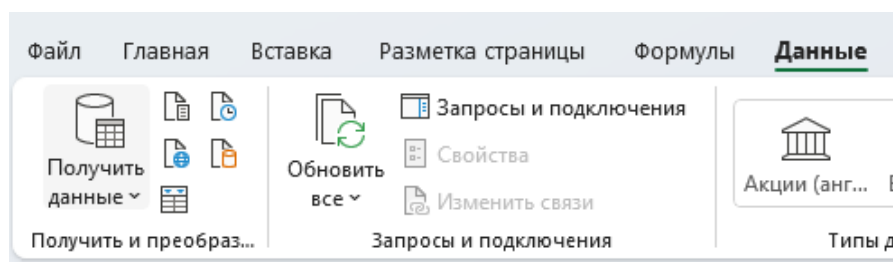 Файл Главная Вставка Разметка страницы Формулы Данные
Получить
данные
Обновить
все
Запросы и подключения
Свойства
Изменить связи
Акции (анг...
Получить и преобраз...
Запросы и подключения
Типы